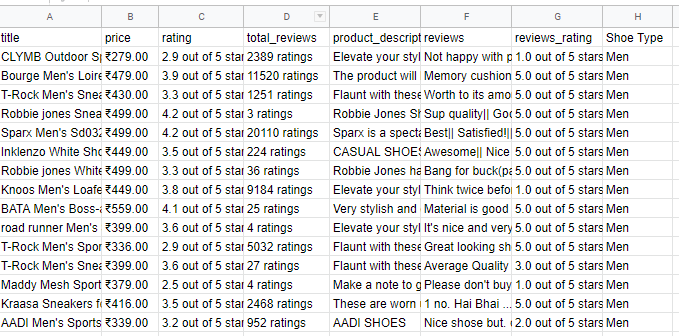 A B C D E F G H
title price rating total_reviews product_descript reviews reviews_rating Shoe Type
CLYMB Outdoor Sp ₹279.00 2.9 out of 5 star 2389 ratings Elevate your styl Not happy with p 1.0 out of 5 stars Men
Bourge Men's Loire ₹479.00 3.9 out of 5 star 11520 ratings The product will Memory cushion 5.0 out of 5 stars Men
T-Rock Men's Snea ₹430.00 3.3 out of 5 star 1251 ratings Flaunt with these Worth to its amo 5.0 out of 5 stars Men
Robbie jones Sneak ₹499.00 4.2 out of 5 star 3 ratings Robbie Jones Sh Sup quality|| Goo 5.0 out of 5 stars Men
Sparx Men's Sd032 ₹499.00 4.2 out of 5 star 20110 ratings Sparx is a specta Best|| Satisfied!|| 5.0 out of 5 stars Men
Inklenzo White Sho ₹449.00 3.5 out of 5 star 224 ratings CASUAL SHOES Awesome|| Nice 5.0 out of 5 stars Men
Robbie jones White ₹499.00 3.3 out of 5 star 36 ratings Robbie Jones ha Bang for buck(pa 5.0 out of 5 stars Men
Knoos Men's Loafe ₹449.00 3.8 out of 5 star 9184 ratings Elevate your styl Think twice befor 1.0 out of 5 stars Men
BATA Men's Boss- ₹559.00 4.1 out of 5 star 25 ratings Very stylish and Material is good 5.0 out of 5 stars Men
road runner Men's ₹399.00 3.6 out of 5 star 4 ratings Elevate your styl It's nice and very 5.0 out of 5 stars Men
T-Rock Men's Spor ₹336.00 2.9 out of 5 star 5032 ratings Flaunt with these Great looking sh 5.0 out of 5 stars Men
T-Rock Men's Snea ₹399.00 3.6 out of 5 star 27 ratings Flaunt with these Average Quality 3.0 out of 5 stars Men
Maddy Mesh Sport ₹379.00 2.5 out of 5 star 4 ratings Make a note to g Please don't buy 1.0 out of 5 stars Men
Kraasa Sneakers f ₹416.00 3.5 out of 5 star 2468 ratings These are worn 1 no. Hai Bhai ... 5.0 out of 5 stars Men
AADI Men's Sports ₹339.00 3.2 out of 5 star 952 ratings AADI SHOES Nice shose but. 2.0 out of 5 stars Men